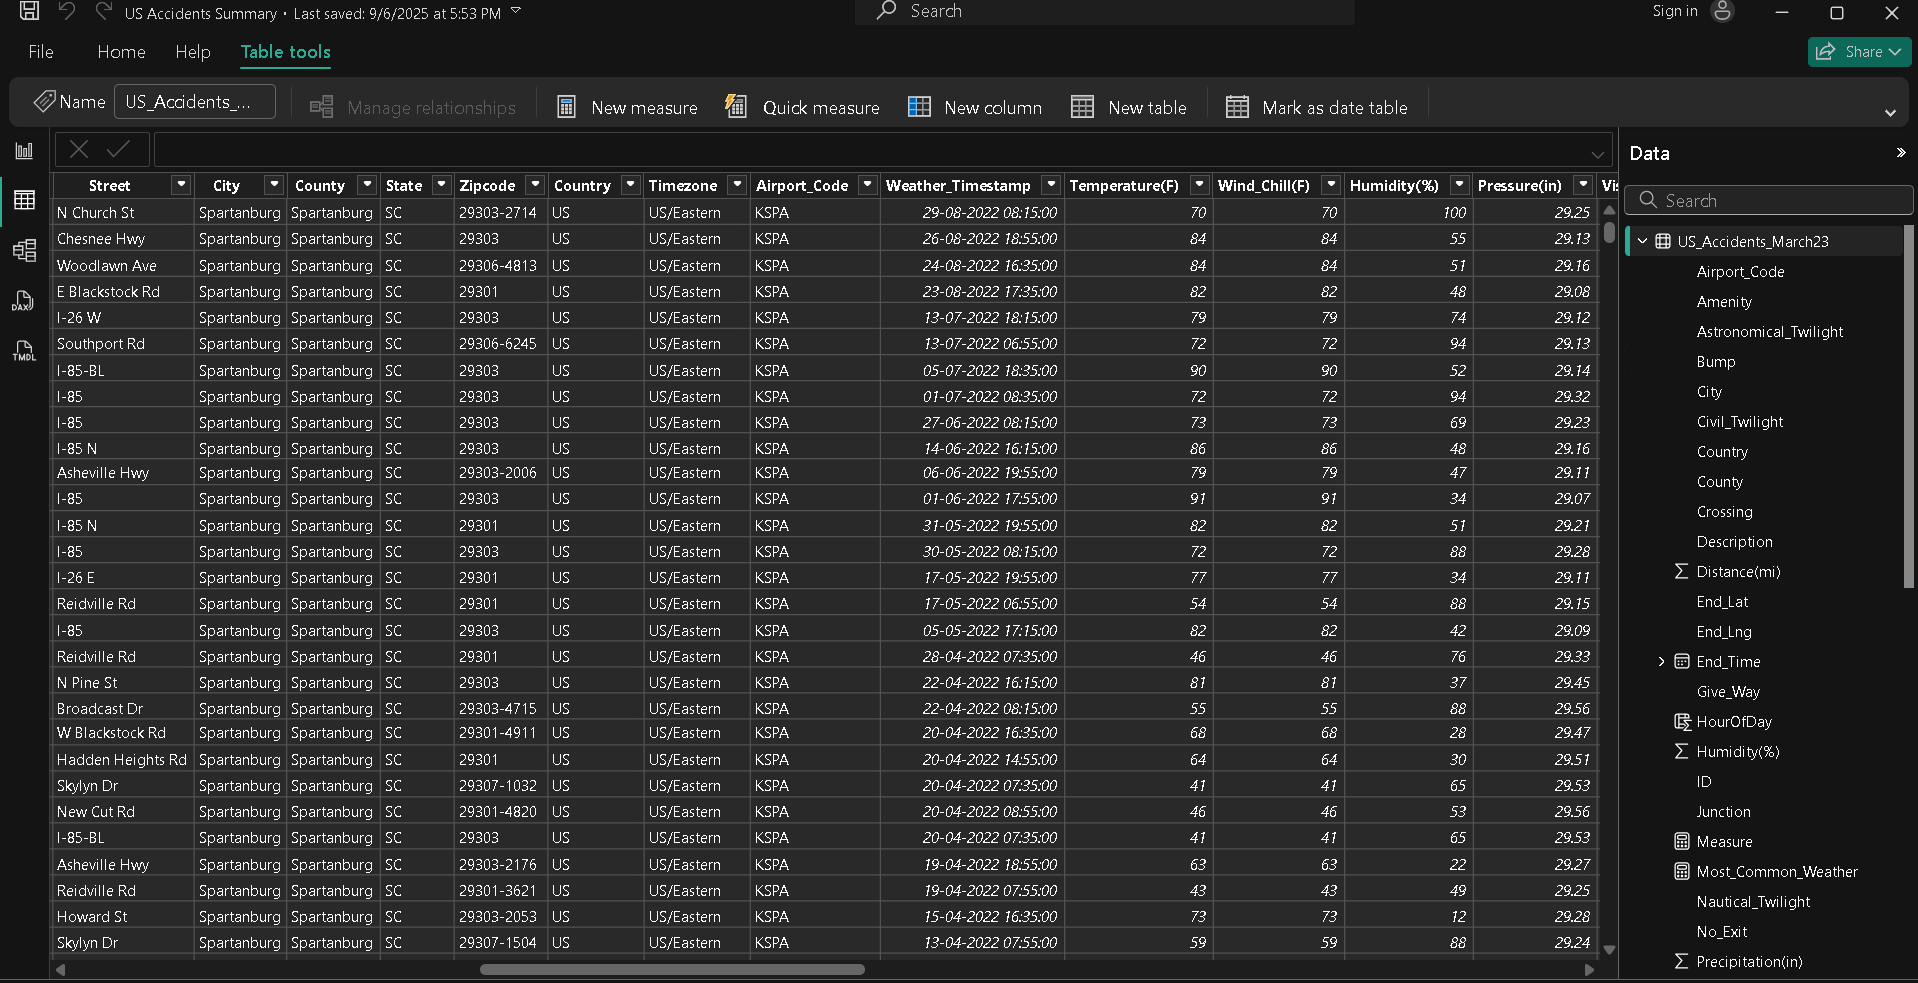 US Accidents Summary • Last saved: 9/6/2025 at 5:53 PM
Search
Sign in
File Home Help Table tools
Share
Name US_Accidents_... Manage relationships New measure Quick measure New column New table Mark as date table
Street City County State Zipcode Country Timezone Airport_Code Weather_Timestamp Temperature(F) Wind_Chill(F) Humidity(%) Pressure(in) Vis
N Church St Spartanburg Spartanburg SC 29303-2714 US US/Eastern KSPA 29-08-2022 08:15:00 70 70 100 29.25
Chesnee Hwy Spartanburg Spartanburg SC 29303 US US/Eastern KSPA 26-08-2022 18:55:00 84 84 55 29.13
Woodlawn Ave Spartanburg Spartanburg SC 29306-4813 US US/Eastern KSPA 24-08-2022 16:35:00 84 84 51 29.16
E Blackstock Rd Spartanburg Spartanburg SC 29301 US US/Eastern KSPA 23-08-2022 17:35:00 82 82 48 29.08
I-26 W Spartanburg Spartanburg SC 29303 US US/Eastern KSPA 13-07-2022 18:15:00 79 79 74 29.12
Southport Rd Spartanburg Spartanburg SC 29306-6245 US US/Eastern KSPA 13-07-2022 06:55:00 72 72 94 29.13
I-85-BL Spartanburg Spartanburg SC 29303 US US/Eastern KSPA 05-07-2022 18:35:00 90 90 52 29.14
I-85 Spartanburg Spartanburg SC 29303 US US/Eastern KSPA 01-07-2022 08:35:00 72 72 94 29.32
I-85 Spartanburg Spartanburg SC 29303 US US/Eastern KSPA 27-06-2022 08:15:00 73 73 69 29.23
I-85 N Spartanburg Spartanburg SC 29303 US US/Eastern KSPA 14-06-2022 16:15:00 86 86 48 29.16
Asheville Hwy Spartanburg Spartanburg SC 29303-2006 US US/Eastern KSPA 06-06-2022 19:55:00 79 79 47 29.11
I-85 Spartanburg Spartanburg SC 29303 US US/Eastern KSPA 01-06-2022 17:55:00 91 91 34 29.07
I-85 N Spartanburg Spartanburg SC 29301 US US/Eastern KSPA 31-05-2022 19:55:00 82 82 51 29.21
I-85 Spartanburg Spartanburg SC 29303 US US/Eastern KSPA 30-05-2022 08:15:00 72 72 88 29.28
I-26 E Spartanburg Spartanburg SC 29301 US US/Eastern KSPA 17-05-2022 19:55:00 77 77 34 29.11
Reidville Rd Spartanburg Spartanburg SC 29301 US US/Eastern KSPA 17-05-2022 06:55:00 54 54 88 29.15
I-85 Spartanburg Spartanburg SC 29303 US US/Eastern KSPA 05-05-2022 17:15:00 82 82 42 29.09
Reidville Rd Spartanburg Spartanburg SC 29301 US US/Eastern KSPA 28-04-2022 07:35:00 46 46 76 29.33
N Pine St Spartanburg Spartanburg SC 29303 US US/Eastern KSPA 22-04-2022 16:15:00 81 81 37 29.45
Broadcast Dr Spartanburg Spartanburg SC 29303-4715 US US/Eastern KSPA 22-04-2022 08:15:00 55 55 88 29.56
W Blackstock Rd Spartanburg Spartanburg SC 29301-4911 US US/Eastern KSPA 20-04-2022 16:35:00 68 68 28 29.47
Hadden Heights Rd Spartanburg Spartanburg SC 29301 US US/Eastern KSPA 20-04-2022 14:55:00 64 64 30 29.51
Skylyn Dr Spartanburg Spartanburg SC 29307-1032 US US/Eastern KSPA 20-04-2022 07:35:00 41 41 65 29.53
New Cut Rd Spartanburg Spartanburg SC 29301-4820 US US/Eastern KSPA 20-04-2022 08:55:00 46 46 53 29.56
I-85-BL Spartanburg Spartanburg SC 29303 US US/Eastern KSPA 20-04-2022 07:35:00 41 41 65 29.53
Asheville Hwy Spartanburg Spartanburg SC 29303-2176 US US/Eastern KSPA 19-04-2022 18:55:00 63 63 22 29.27
Reidville Rd Spartanburg Spartanburg SC 29301-3621 US US/Eastern KSPA 19-04-2022 07:55:00 43 43 49 29.25
Howard St Spartanburg Spartanburg SC 29303-2053 US US/Eastern KSPA 15-04-2022 16:35:00 73 73 12 29.28
Skylyn Dr Spartanburg Spartanburg SC 29307-1504 US US/Eastern KSPA 13-04-2022 07:55:00 59 59 88 29.24
DAX
TMDL
Data
Search
US_Accidents_March23
Airport_Code
Amenity
Astronomical_Twilight
Bump
City
Civil_Twilight
Country
County
Crossing
Description
Distance(mi)
End_Lat
End_Lng
End_Time
Give_Way
HourOfDay
Humidity(%)
ID
Junction
Measure
Most_Common_Weather
Nautical_Twilight
No_Exit
Precipitation(in)